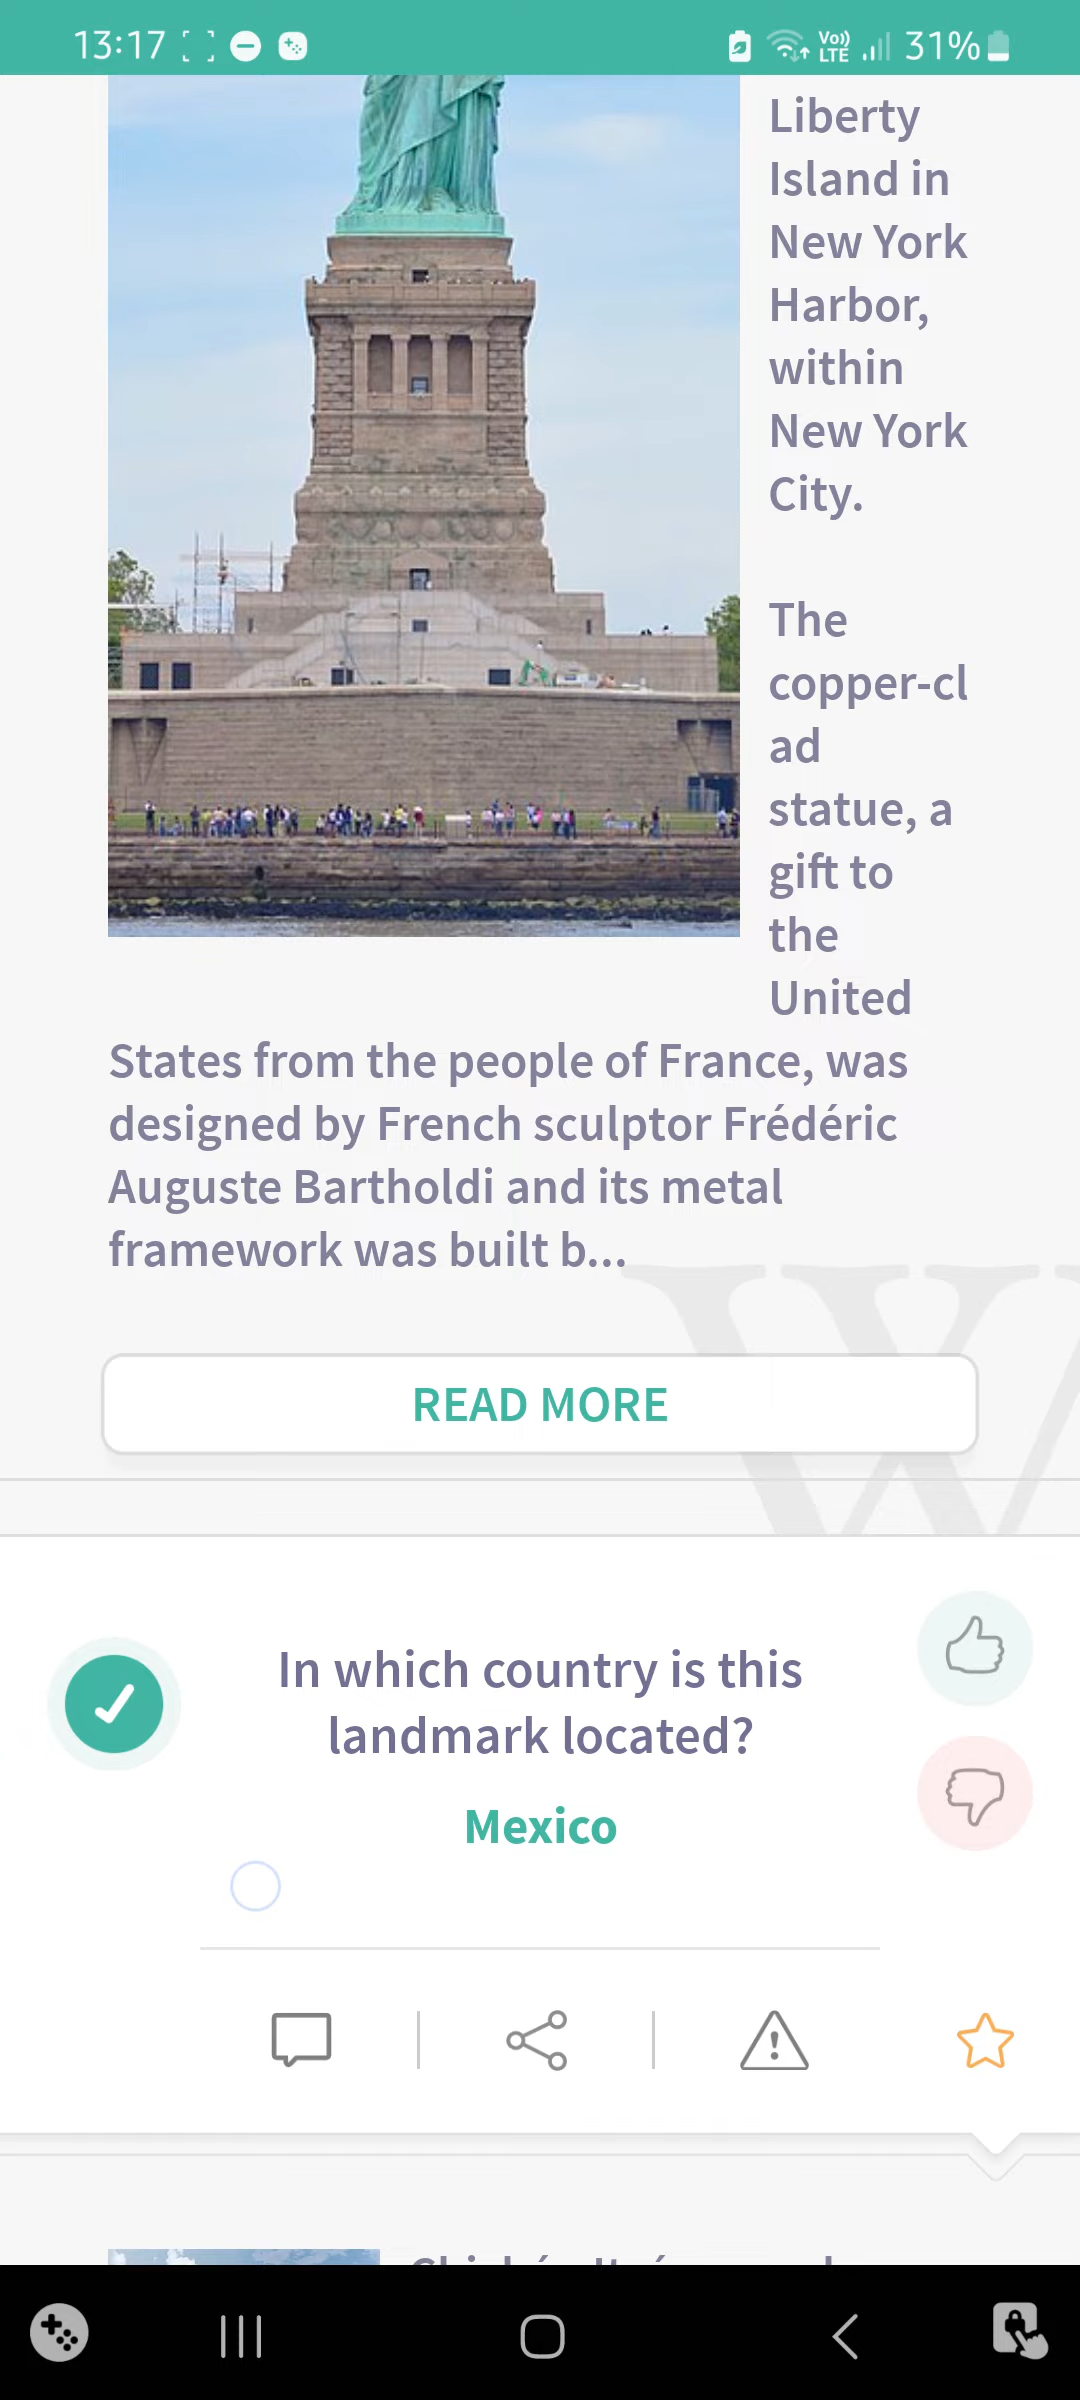 13:17 Vo)) LTE 31%
Liberty
Island in
New York
Harbor,
within
New York
City.
The
copper-cl
ad
statue, a
gift to
the
United
States from the people of France, was
designed by French sculptor Frédéric
Auguste Bartholdi and its metal
framework was built b...
READ MORE
In which country is this
landmark located?
Mexico